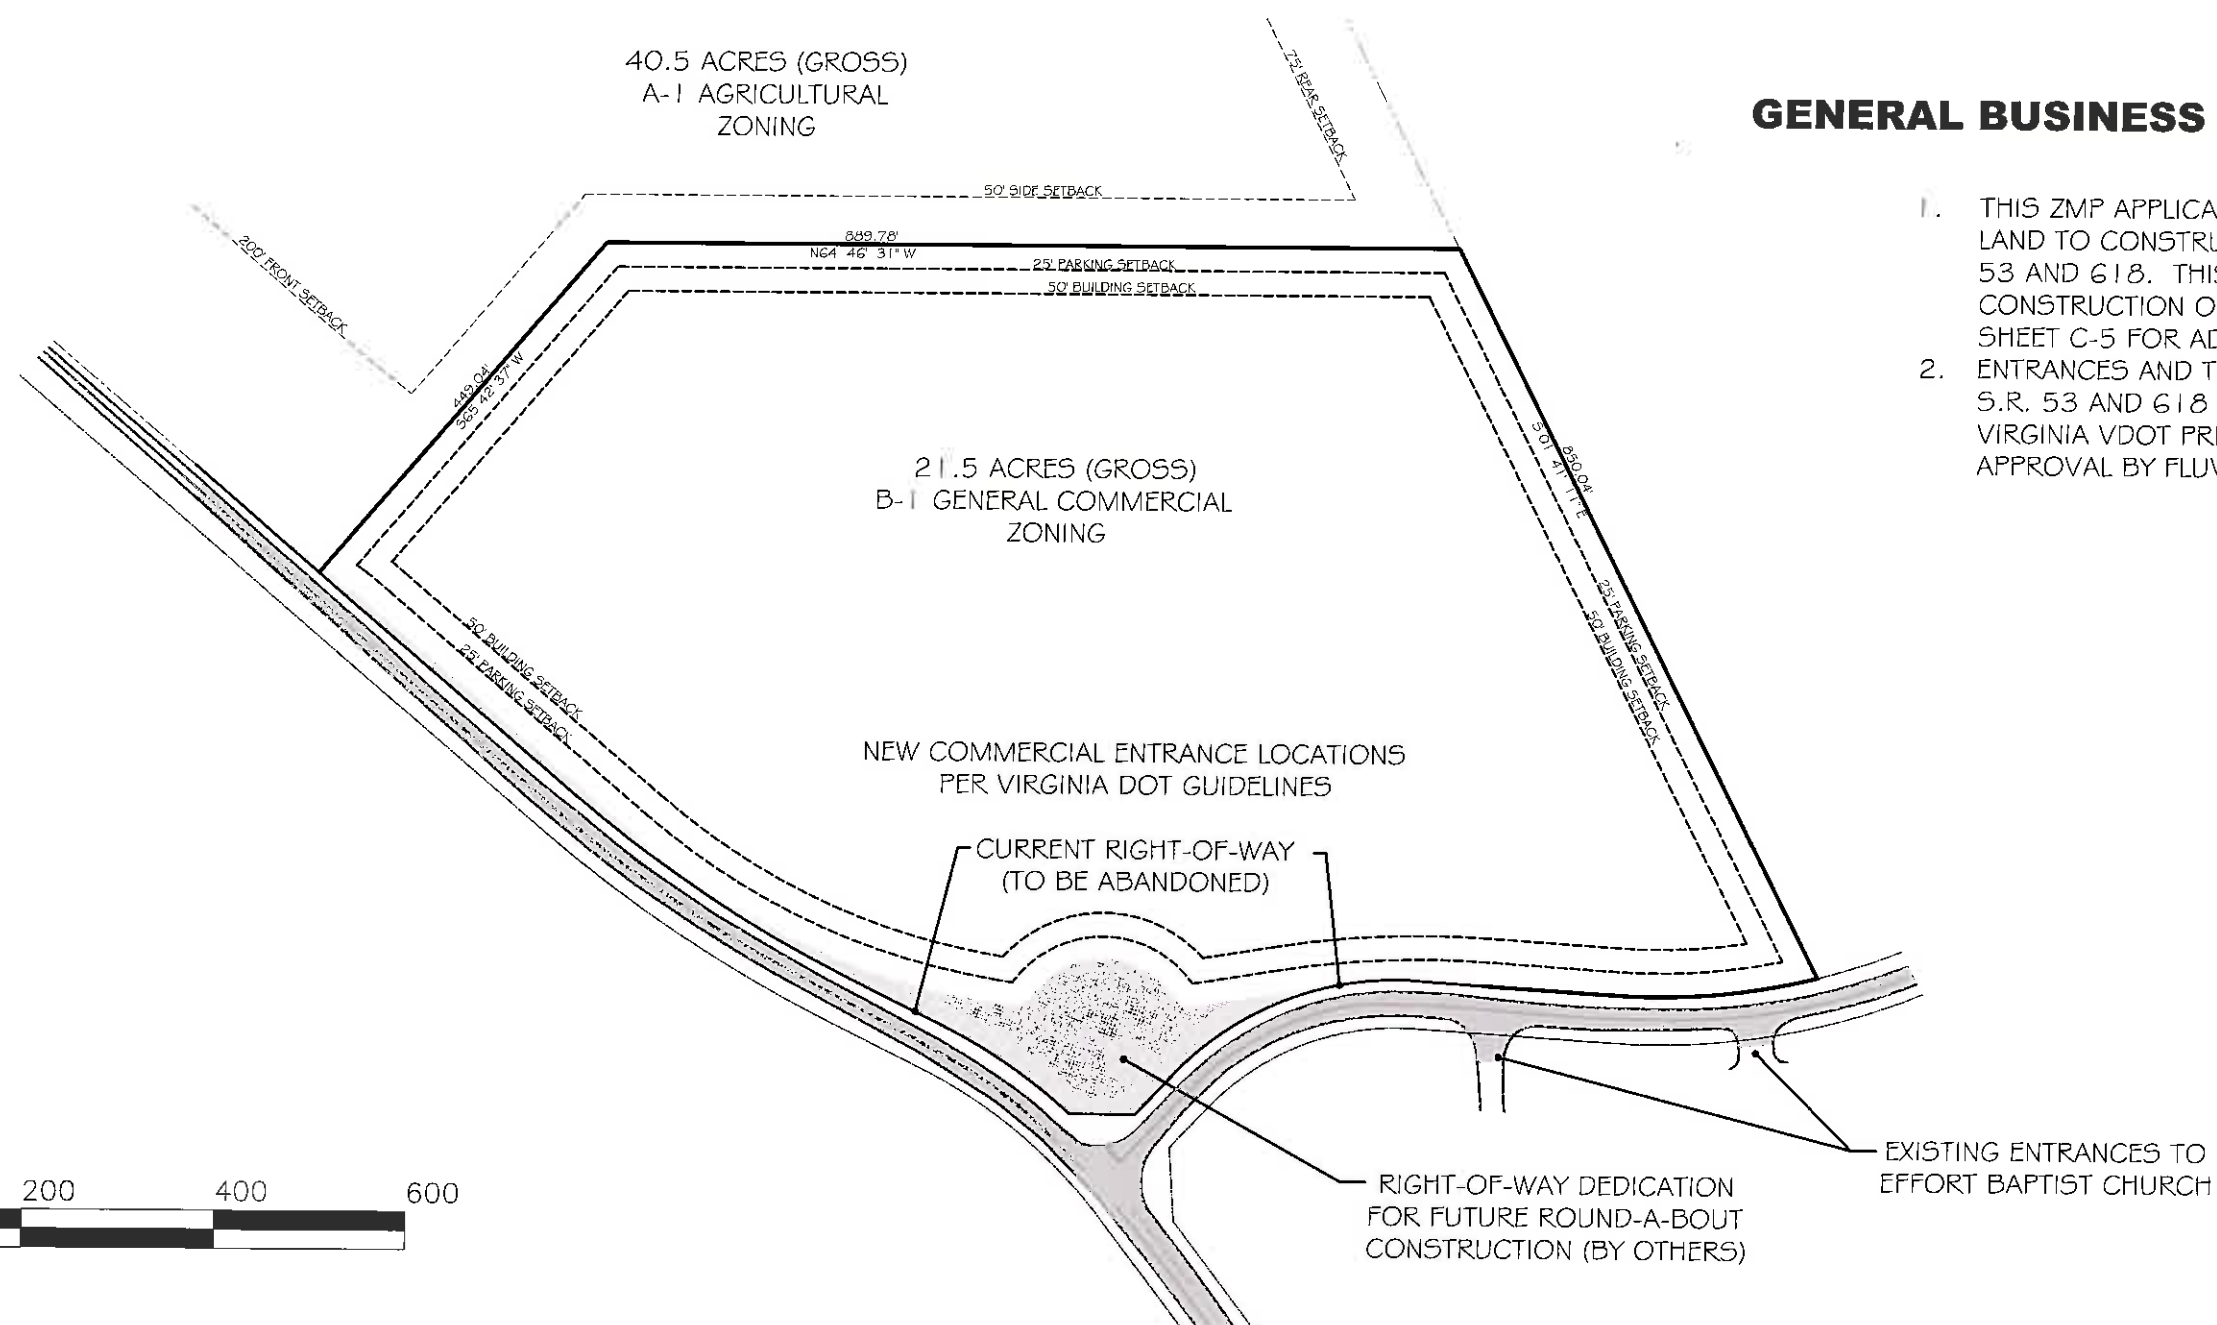 40.5 ACRES (GROSS)
A-1 AGRICULTURAL
ZONING
75' REAR SETBACK
GENERAL BUSINESS
50' SIDE SETBACK
200' FRONT SETBACK
1. THIS ZMP APPLICA
LAND TO CONSTRU
53 AND 618. THIS
CONSTRUCTION O
SHEET C-5 FOR AD
2. ENTRANCES AND T
S.R. 53 AND 618
VIRGINIA VDOT PRI
APPROVAL BY FLUV
889.78'
N64 46' 31" W
25' PARKING SETBACK
50' BUILDING SETBACK
449.04'
S65 42' 37" W
850.04'
S 01 41' 11" E
21.5 ACRES (GROSS)
B-1 GENERAL COMMERCIAL
ZONING
25' PARKING SETBACK
50' BUILDING SETBACK
50' BUILDING SETBACK
25' PARKING SETBACK
NEW COMMERCIAL ENTRANCE LOCATIONS
PER VIRGINIA DOT GUIDELINES
CURRENT RIGHT-OF-WAY
(TO BE ABANDONED)
EXISTING ENTRANCES TO
EFFORT BAPTIST CHURCH
RIGHT-OF-WAY DEDICATION
FOR FUTURE ROUND-A-BOUT
CONSTRUCTION (BY OTHERS)
200 400 600